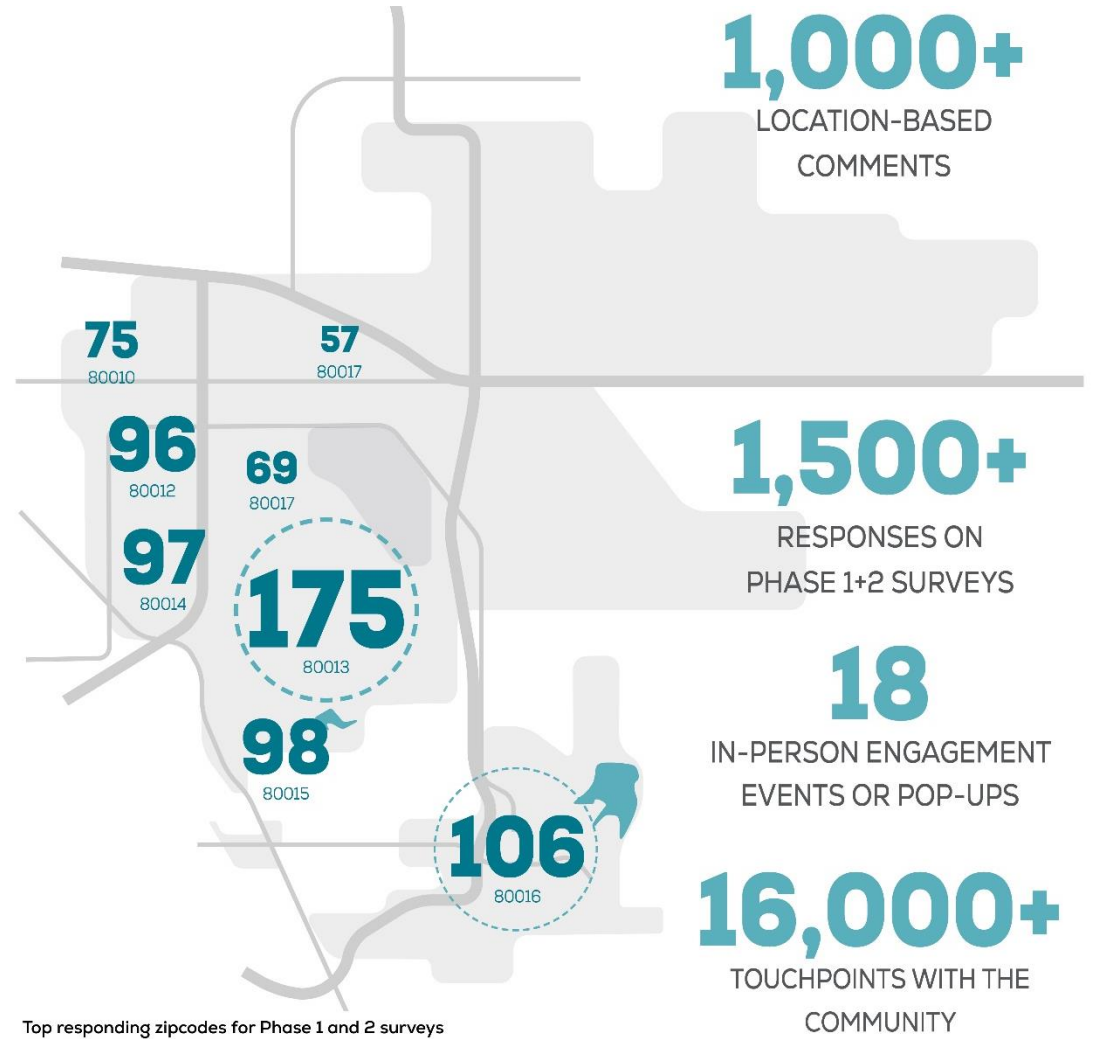 1,000+
LOCATION-BASED
COMMENTS
75
80010
57
80017
96
80012
69
80017
97
80014
175
80013
98
80015
106
80016
1,500+
RESPONSES ON
PHASE 1+2 SURVEYS
18
IN-PERSON ENGAGEMENT
EVENTS OR POP-UPS
16,000+
TOUCHPOINTS WITH THE
COMMUNITY
Top responding zipcodes for Phase 1 and 2 surveys